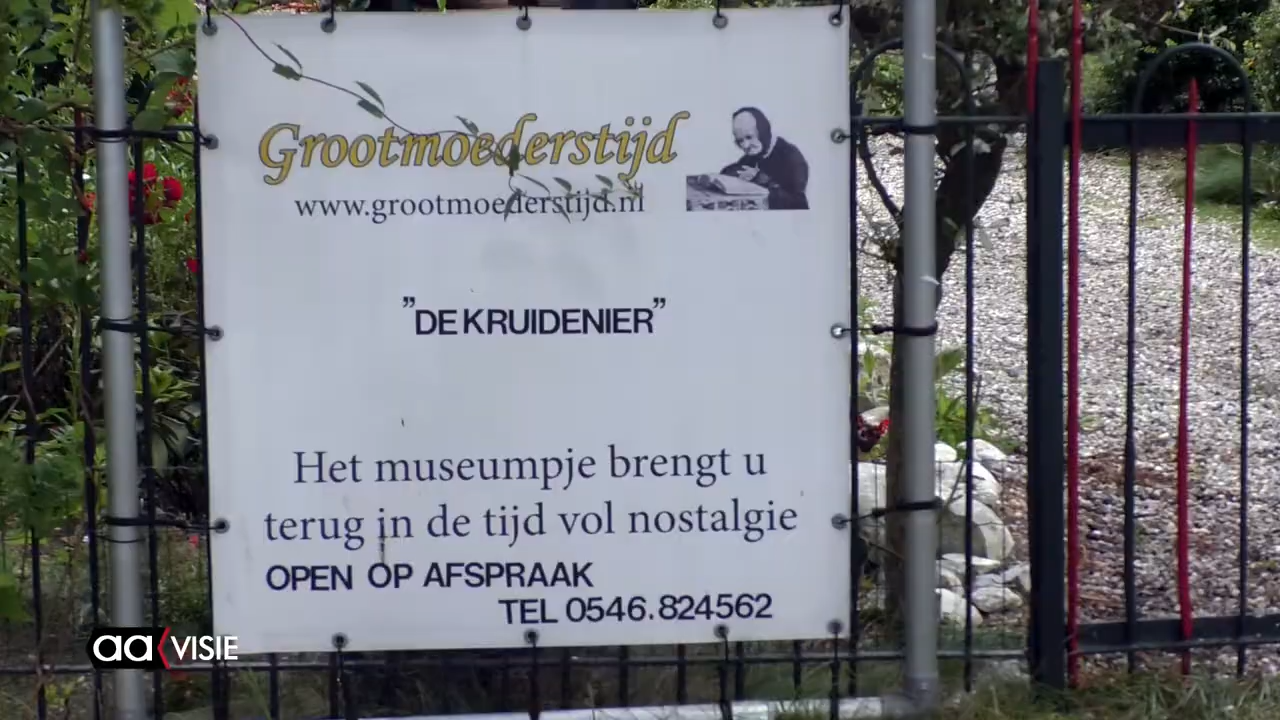 Grootmoederstijd
www.grootmoederstijd.nl
"DE KRUIDENIER"
Het museumpje brengt u
terug in de tijd vol nostalgie
OPEN OP AFSPRAAK
TEL 0546.824562
aa VISIE